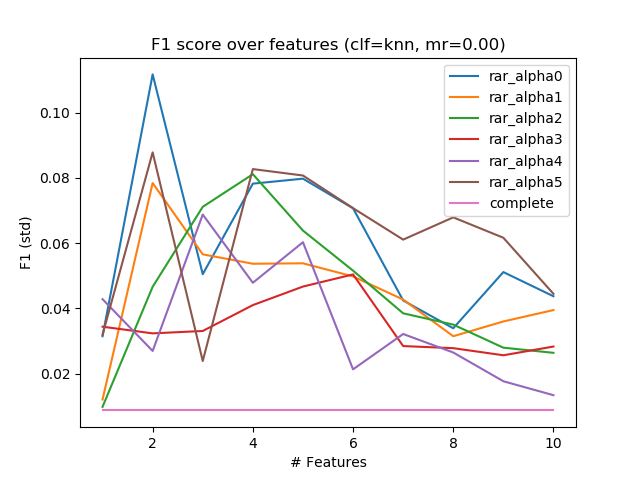 F1 score over features (clf=knn, mr=0.00)
rar_alpha0
rar_alpha1
rar_alpha2
rar_alpha3
rar_alpha4
rar_alpha5
complete
F1 (std)
0.10
0.08
0.06
0.04
0.02
2 4 6 8 10
# Features